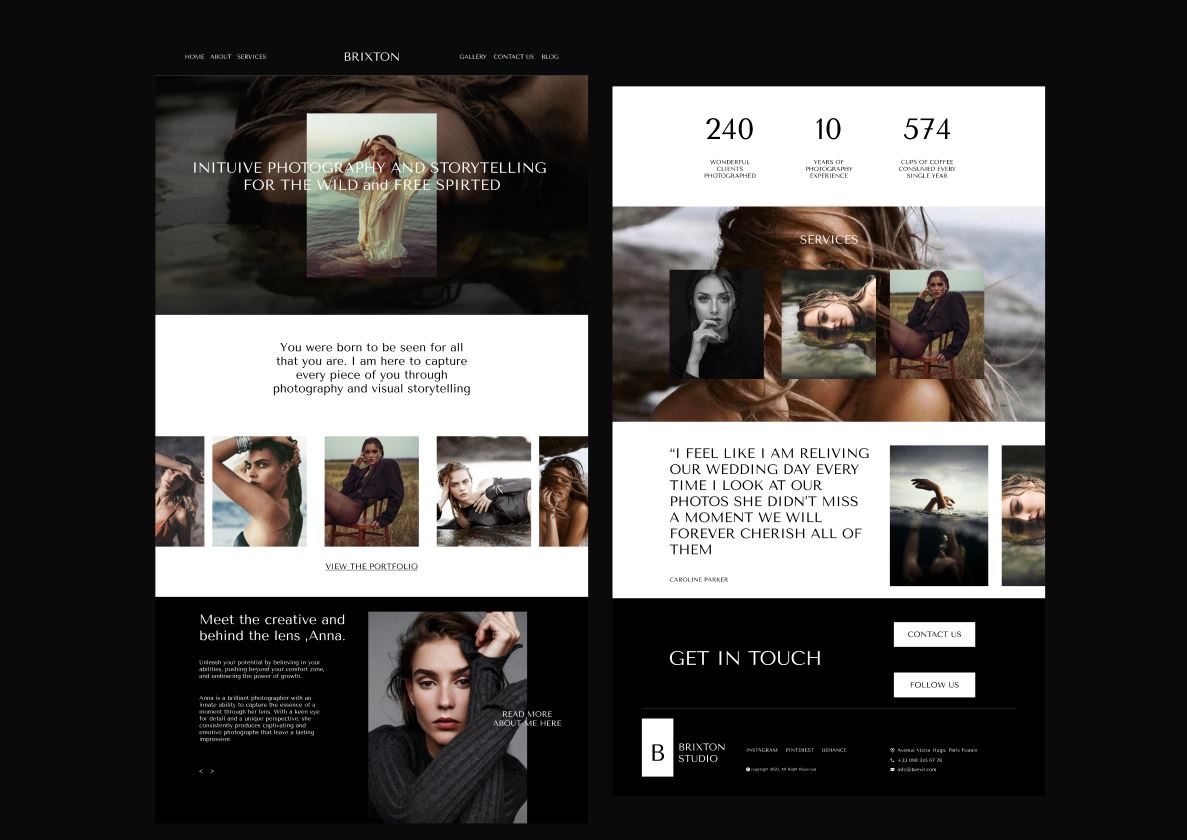 HOME ABOUT SERVICES BRIXTON GALLERY CONTACT US BLOG
INITUIVE PHOTOGRAPHY AND STORYTELLING
FOR THE WILD and FREE SPIRTED
You were born to be seen for all
that you are. I am here to capture
every piece of you through
photography and visual storytelling
VIEW THE PORTFOLIO
Meet the creative and
behind the lens ,Anna.
Unleash your potential by believing in your
abilities, pushing beyond your comfort zone,
and embracing the power of growth.
Anna is a brilliant photographer with an
innate ability to capture the essence of a
moment through her lens. With a keen eye
for detail and a unique perspective, she
consistently produces captivating and
emotive photographs that leave a lasting
impression.
< >
READ MORE
ABOUT ME HERE
240
WONDERFUL
CLIENTS
PHOTOGRAPHED
10
YEARS OF
PHOTOGRAPHY
EXPERIENCE
574
CUPS OF COFFEE
CONSUMED EVERY
SINGLE YEAR
SERVICES
“I FEEL LIKE I AM RELIVING
OUR WEDDING DAY EVERY
TIME I LOOK AT OUR
PHOTOS SHE DIDN'T MISS
A MOMENT WE WILL
FOREVER CHERISH ALL OF
THEM
CAROLINE PARKER
GET IN TOUCH
CONTACT US
FOLLOW US
B
BRIXTON
STUDIO
INSTAGRAM PINTEREST BEHANCE
copyright 2023, All Right Reserved.
Avenue Victor Hugo, Paris France
+33 098 345 67 78
info@brexit.com